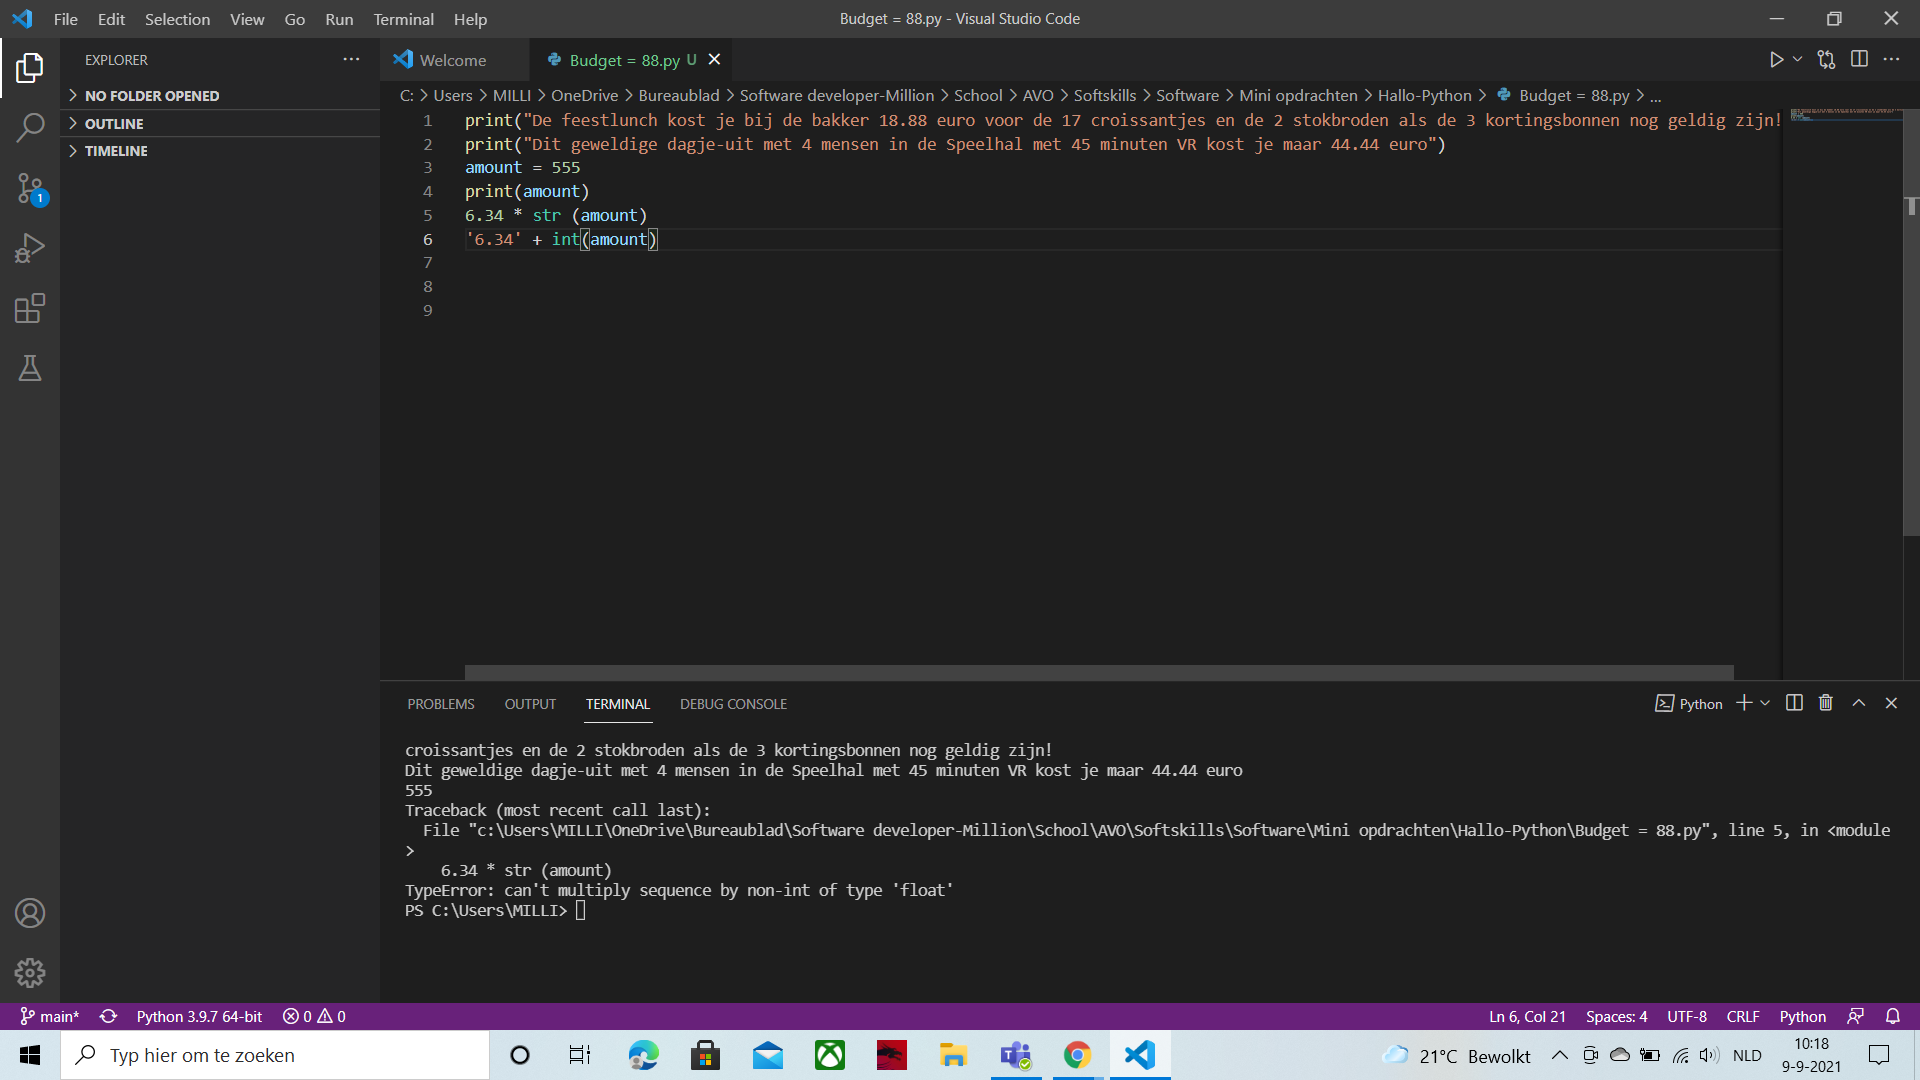 File Edit Selection View Go Run Terminal Help
Budget = 88.py - Visual Studio Code
EXPLORER
NO FOLDER OPENED
OUTLINE
TIMELINE
Welcome
Budget = 88.py U
C: > Users > MILLI > OneDrive > Bureaublad > Software developer-Million > School > AVO > Softskills > Software > Mini opdrachten > Hallo-Python > Budget = 88.py > ...
1 print("De feestlunch kost je bij de bakker 18.88 euro voor de 17 croissantjes en de 2 stokbroden als de 3 kortingsbonnen nog geldig zijn!
2 print("Dit geweldige dagje-uit met 4 mensen in de Speelhal met 45 minuten VR kost je maar 44.44 euro")
3 amount = 555
4 print(amount)
5 6.34 * str (amount)
6 '6.34' + int(amount)
7
8
9
PROBLEMS OUTPUT TERMINAL DEBUG CONSOLE
Python
croissantjes en de 2 stokbroden als de 3 kortingsbonnen nog geldig zijn!
Dit geweldige dagje-uit met 4 mensen in de Speelhal met 45 minuten VR kost je maar 44.44 euro
555
Traceback (most recent call last):
File "c:\Users\MILLI\OneDrive\Bureaublad\Software developer-Million\School\AVO\Softskills\Software\Mini opdrachten\Hallo-Python\Budget = 88.py", line 5, in <module
>
6.34 * str (amount)
TypeError: can't multiply sequence by non-int of type 'float'
PS C:\Users\MILLI>
1
main* Python 3.9.7 64-bit 0 0
Ln 6, Col 21 Spaces: 4 UTF-8 CRLF Python
Typ hier om te zoeken
21°C Bewolkt
NLD
10:18
9-9-2021